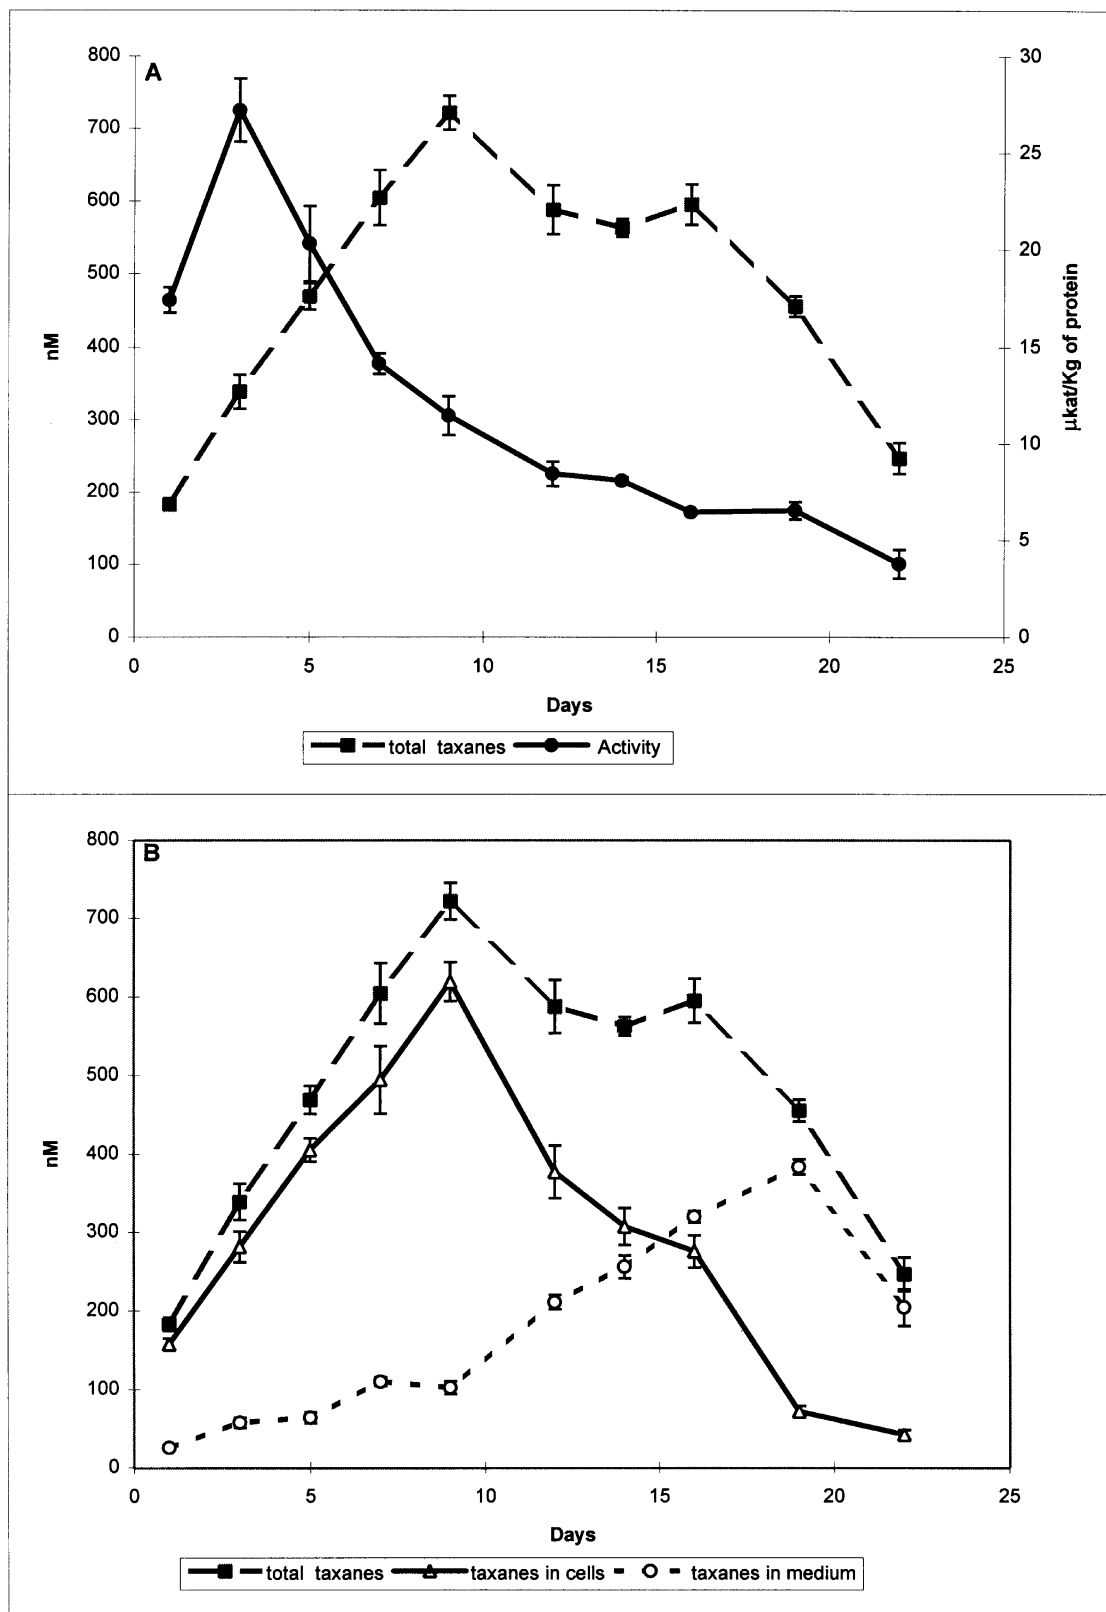 A
800
700
600
500
400
300
200
100
0
nM
30
25
20
15
10
5
0
µkat/Kg of protein
0 5 10 15 20 25
Days
total taxanes Activity
B
800
700
600
500
400
300
200
100
0
nM
0 5 10 15 20 25
Days
total taxanes taxanes in cells taxanes in medium